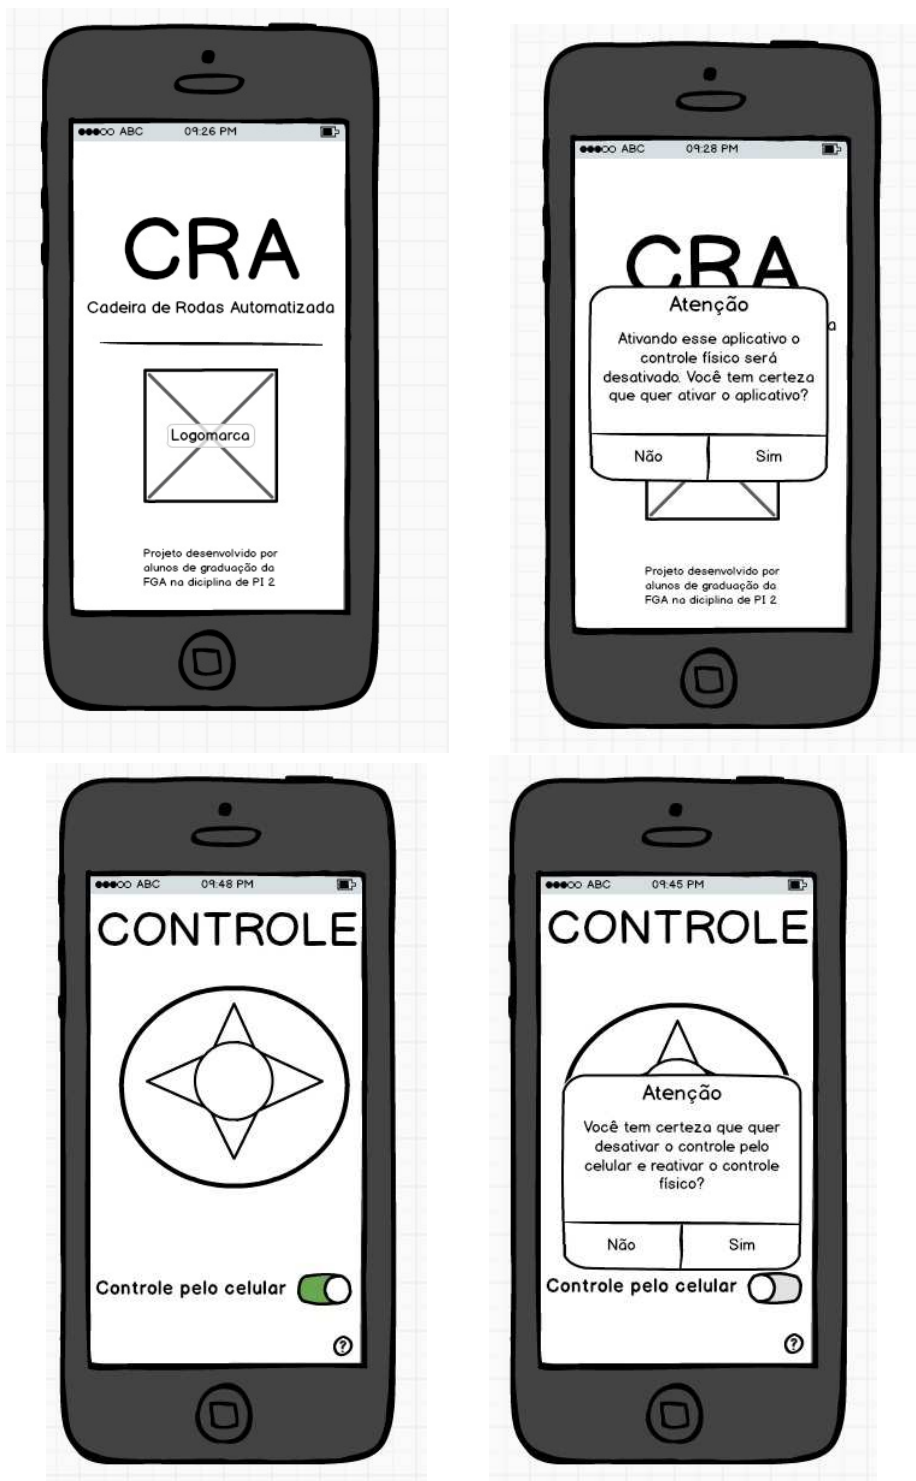 ABC 09:26 PM
CRA
Cadeira de Rodas Automatizada
Logomarca
Projeto desenvolvido por
alunos de graduação da
FGA na diciplina de PI 2
ABC 09:28 PM
CRA
a
Atenção
Ativando esse aplicativo o
controle físico será
desativado. Você tem certeza
que quer ativar o aplicativo?
Não Sim
Projeto desenvolvido por
alunos de graduação da
FGA na diciplina de PI 2
ABC 09:48 PM
CONTROLE
Controle pelo celular
?
ABC 09:45 PM
CONTROLE
Atenção
Você tem certeza que quer
desativar o controle pelo
celular e reativar o controle
físico?
Não Sim
Controle pelo celular
?